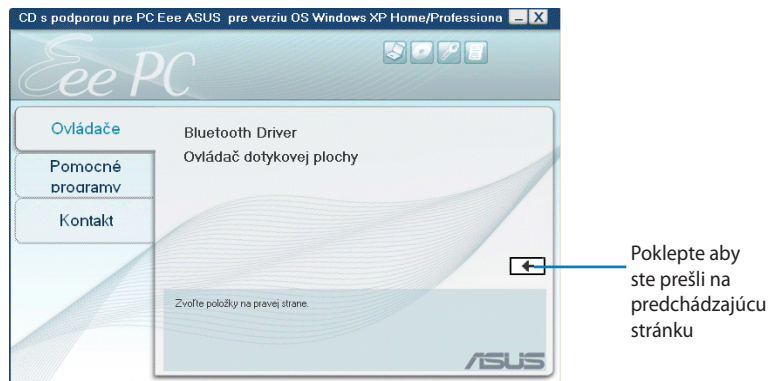 CD s podporou pre PC Eee ASUS pre verziu OS Windows XP Home/Professiona
Eee PC
Ovládače
Pomocné
programy
Kontakt
Bluetooth Driver
Ovládač dotykovej plochy
Zvoľte položky na pravej strane.
ASUS
Poklepte aby
ste prešli na
predchádzajúcu
stránku